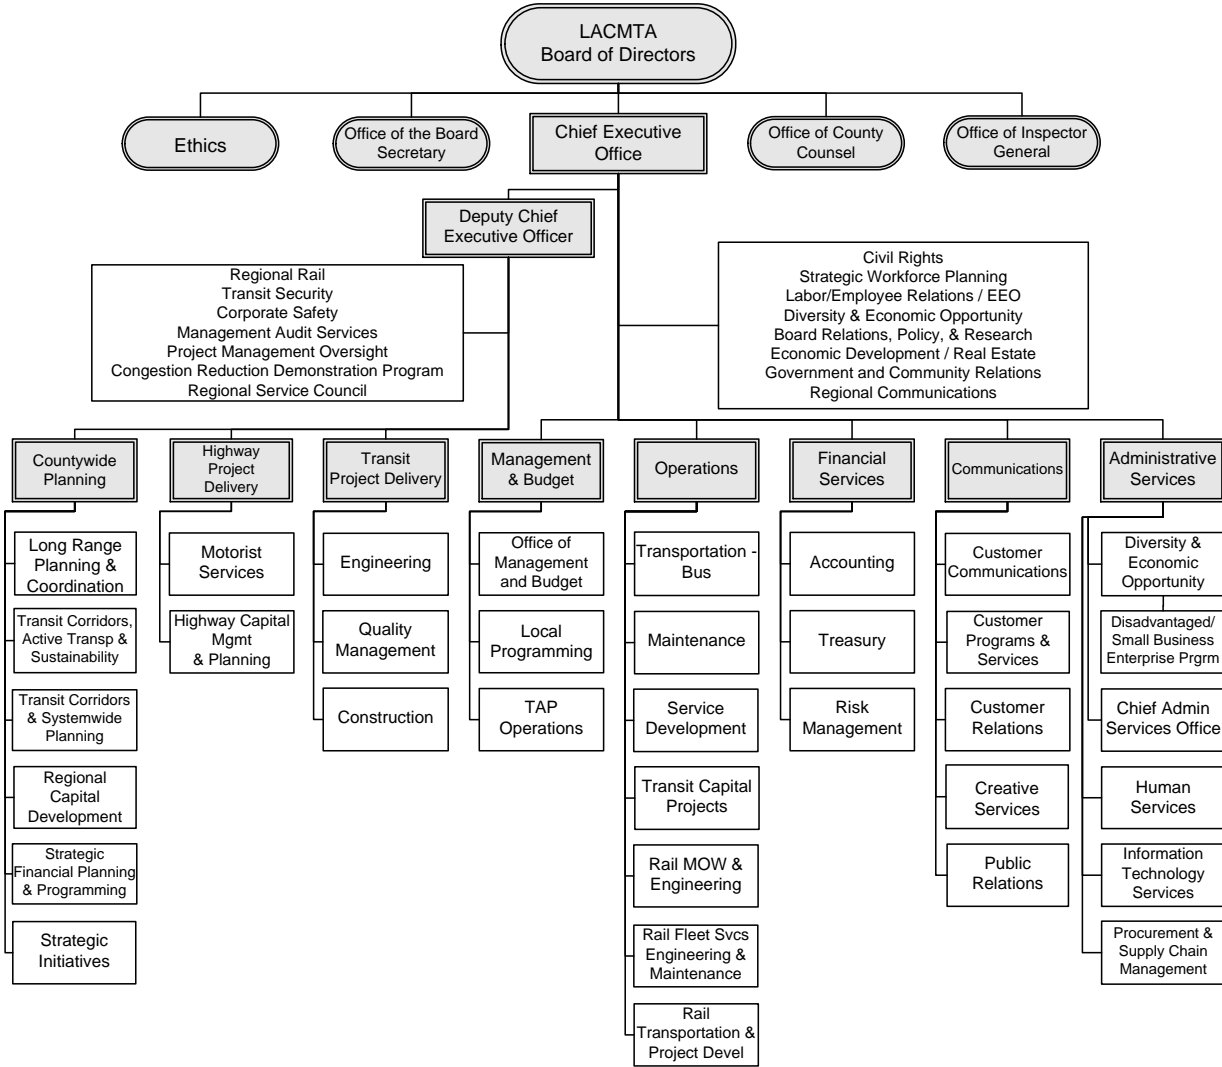 LACMTA
Board of Directors
Ethics
Office of the Board
Secretary
Chief Executive
Office
Office of County
Counsel
Office of Inspector
General
Deputy Chief
Executive Officer
Regional Rail
Transit Security
Corporate Safety
Management Audit Services
Project Management Oversight
Congestion Reduction Demonstration Program
Regional Service Council
Civil Rights
Strategic Workforce Planning
Labor/Employee Relations / EEO
Diversity & Economic Opportunity
Board Relations, Policy, & Research
Economic Development / Real Estate
Government and Community Relations
Regional Communications
Countywide
Planning
Highway
Project
Delivery
Transit
Project Delivery
Management
& Budget
Operations
Financial
Services
Communications
Administrative
Services
Long Range
Planning &
Coordination
Transit Corridors,
Active Transp &
Sustainability
Transit Corridors
& Systemwide
Planning
Regional
Capital
Development
Strategic
Financial Planning
& Programming
Strategic
Initiatives
Motorist
Services
Highway Capital
Mgmt
& Planning
Engineering
Quality
Management
Construction
Office of
Management
and Budget
Local
Programming
TAP
Operations
Transportation -
Bus
Maintenance
Service
Development
Transit Capital
Projects
Rail MOW &
Engineering
Rail Fleet Svcs
Engineering &
Maintenance
Rail
Transportation &
Project Devel
Accounting
Treasury
Risk
Management
Customer
Communications
Customer
Programs &
Services
Customer
Relations
Creative
Services
Public
Relations
Diversity &
Economic
Opportunity
Disadvantaged/
Small Business
Enterprise Prgrm
Chief Admin
Services Office
Human
Services
Information
Technology
Services
Procurement &
Supply Chain
Management